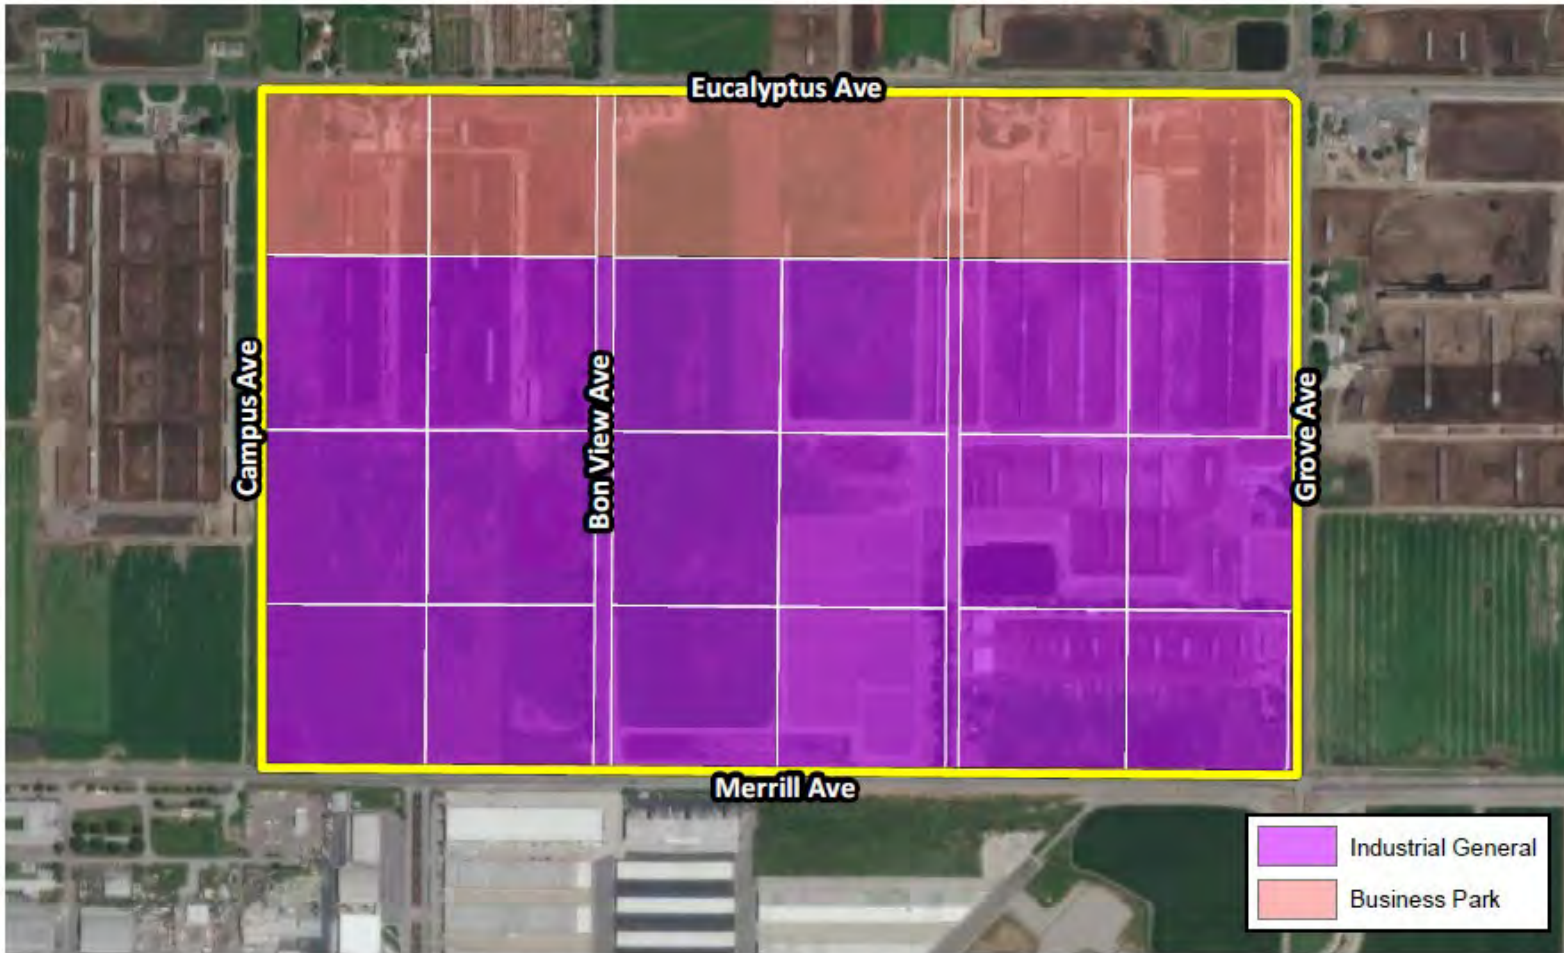 Eucalyptus Ave
Campus Ave
Bon View Ave
Grove Ave
Merrill Ave
Industrial General
Business Park